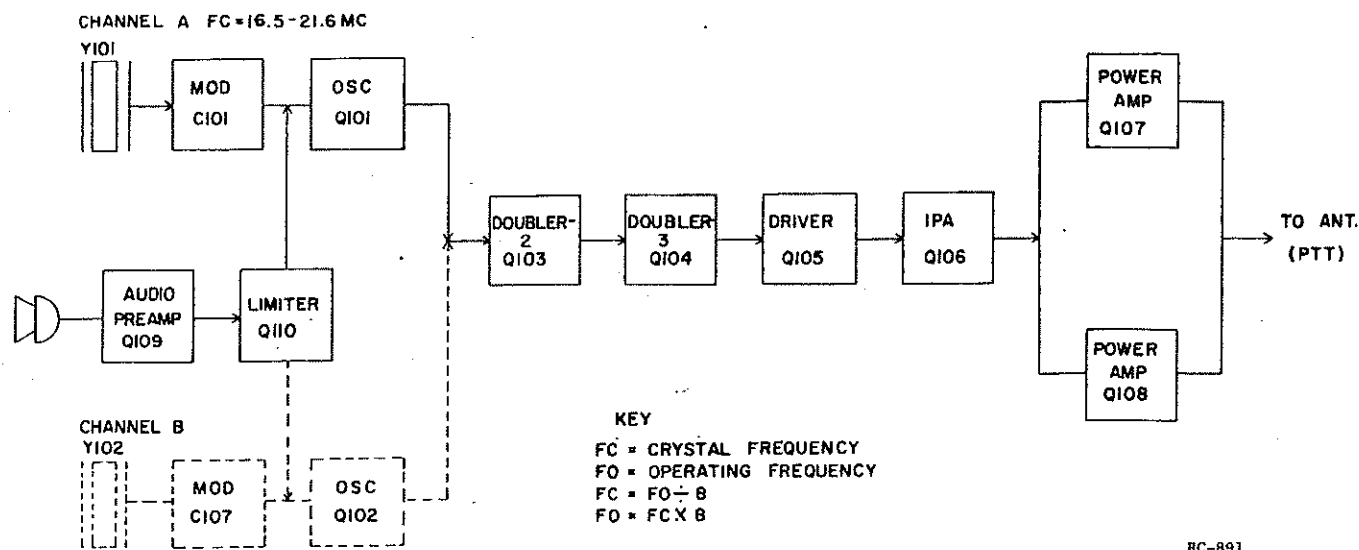 CHANNEL A FC=16.5-21.6 MC
Y101
MOD
C101
OSC
Q101
POWER
AMP
Q107
DOUBLER-
2
Q103
DOUBLER-
3
Q104
DRIVER
Q105
IPA
Q106
TO ANT.
(PTT)
AUDIO
PREAMP
Q109
LIMITER
Q110
POWER
AMP
Q108
CHANNEL B
Y102
MOD
C107
OSC
Q102
KEY
FC = CRYSTAL FREQUENCY
FO = OPERATING FREQUENCY
FC = FO ÷ 8
FO = FC X 8
RC-891